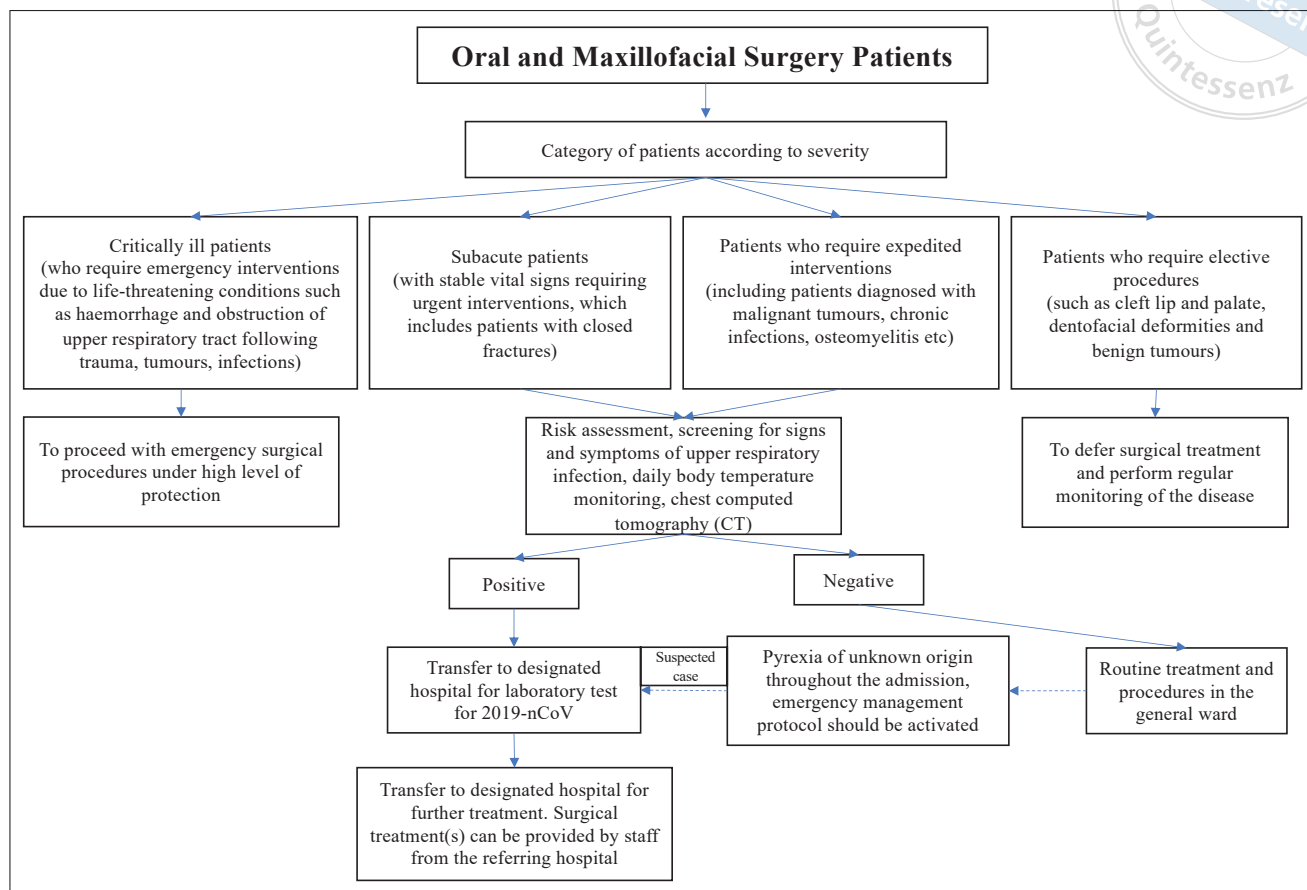 Oral and Maxillofacial Surgery Patients
Quintessenz
Category of patients according to severity
Critically ill patients
(who require emergency interventions
due to life-threatening conditions such
as haemorrhage and obstruction of
upper respiratory tract following
trauma, tumours, infections)
Subacute patients
(with stable vital signs requiring
urgent interventions, which
includes patients with closed
fractures)
Patients who require expedited
interventions
(including patients diagnosed with
malignant tumours, chronic
infections, osteomyelitis etc)
Patients who require elective
procedures
(such as cleft lip and palate,
dentofacial deformities and
benign tumours)
To proceed with emergency surgical
procedures under high level of
protection
Risk assessment, screening for signs
and symptoms of upper respiratory
infection, daily body temperature
monitoring, chest computed
tomography (CT)
To defer surgical treatment
and perform regular
monitoring of the disease
Positive
Negative
Transfer to designated
hospital for laboratory test
for 2019-nCoV
Suspected
case
Pyrexia of unknown origin
throughout the admission,
emergency management
protocol should be activated
Routine treatment and
procedures in the
general ward
Transfer to designated hospital for
further treatment. Surgical
treatment(s) can be provided by staff
from the referring hospital